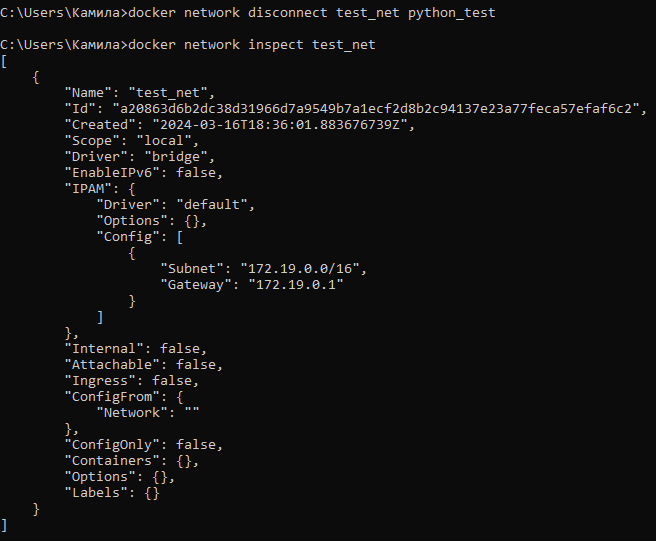 C:\Users\Камила>docker network disconnect test_net python_test
C:\Users\Камила>docker network inspect test_net
[
    {
        "Name": "test_net",
        "Id": "a20863d6b2dc38d31966d7a9549b7a1ecf2d8b2c94137e23a77feca57efaf6c2",
        "Created": "2024-03-16T18:36:01.883676739Z",
        "Scope": "local",
        "Driver": "bridge",
        "EnableIPv6": false,
        "IPAM": {
            "Driver": "default",
            "Options": {},
            "Config": [
                {
                    "Subnet": "172.19.0.0/16",
                    "Gateway": "172.19.0.1"
                }
            ]
        },
        "Internal": false,
        "Attachable": false,
        "Ingress": false,
        "ConfigFrom": {
            "Network": ""
        },
        "ConfigOnly": false,
        "Containers": {},
        "Options": {},
        "Labels": {}
    }
]